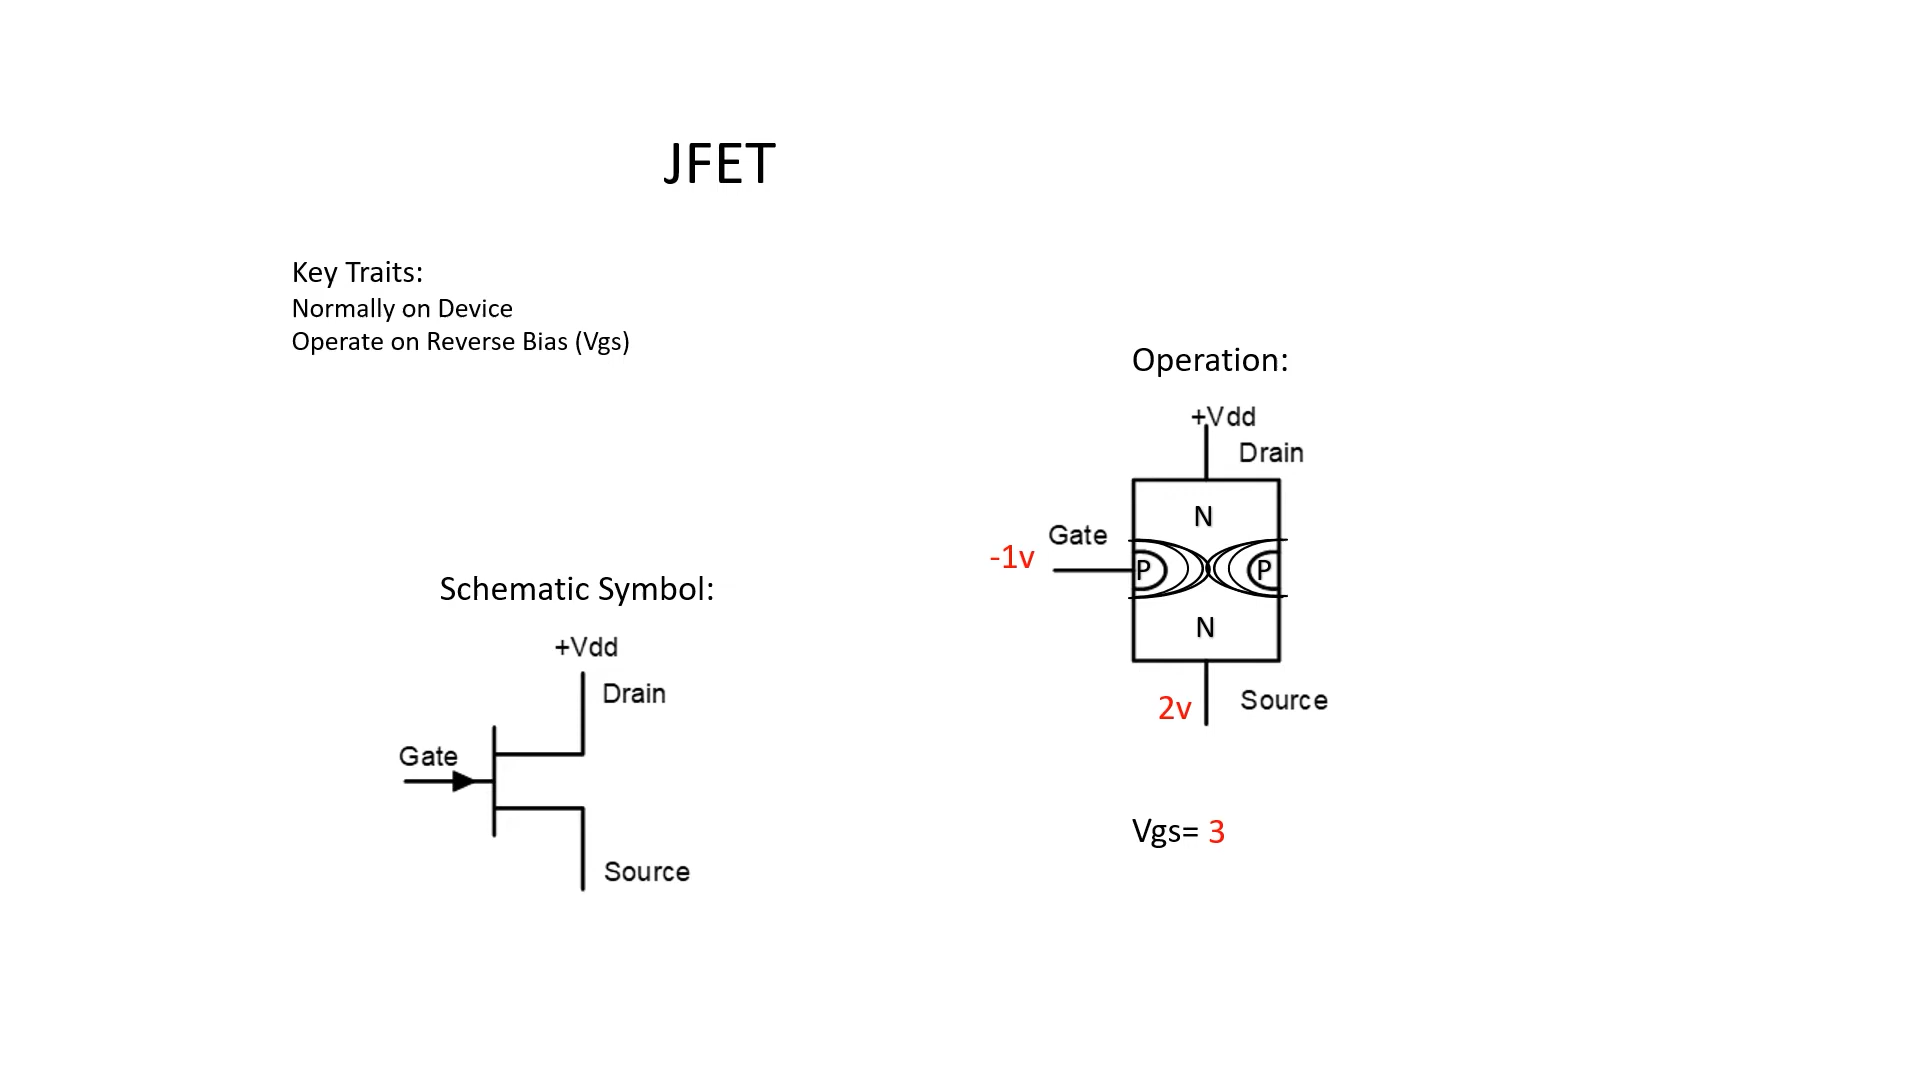 JFET
Key Traits:
Normally on Device
Operate on Reverse Bias (Vgs)
Schematic Symbol:
+Vdd
Drain
Gate
Source
Operation:
+Vdd
Drain
N
Gate
-1v
P
P
N
2v
Source
Vgs= 3